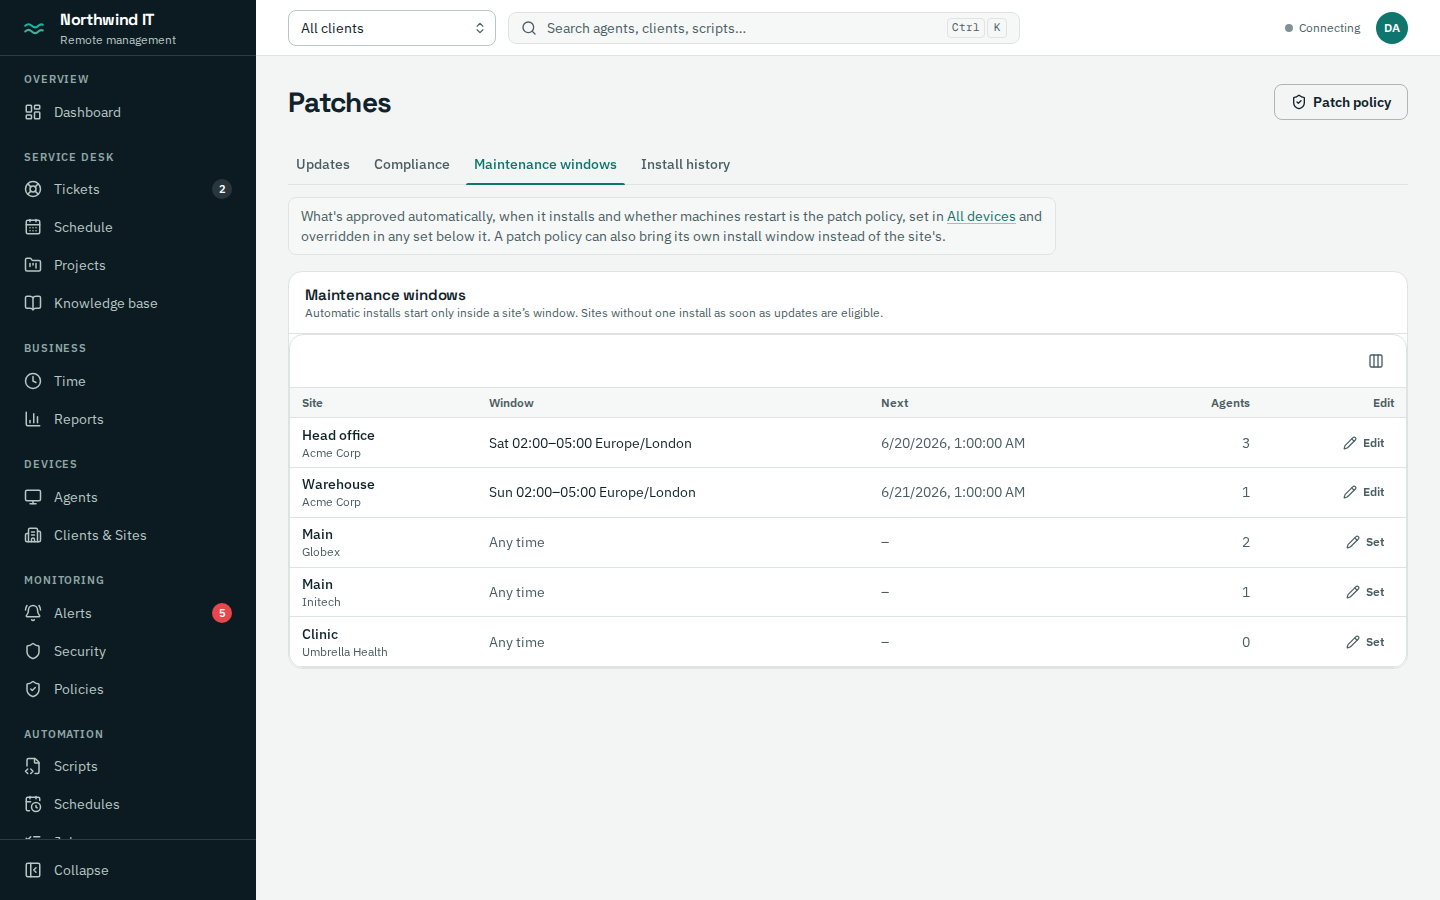 Northwind IT
Remote management
All clients
Search agents, clients, scripts...
Ctrl K
Connecting
DA
OVERVIEW
Dashboard
SERVICE DESK
Tickets 2
Schedule
Projects
Knowledge base
BUSINESS
Time
Reports
DEVICES
Agents
Clients & Sites
MONITORING
Alerts 5
Security
Policies
AUTOMATION
Scripts
Schedules
Collapse
Patches
Patch policy
Updates Compliance Maintenance windows Install history
What's approved automatically, when it installs and whether machines restart is the patch policy, set in All devices and
overridden in any set below it. A patch policy can also bring its own install window instead of the site's.
Maintenance windows
Automatic installs start only inside a site's window. Sites without one install as soon as updates are eligible.
Site Window Next Agents Edit
Head office
Acme Corp
Sat 02:00–05:00 Europe/London 6/20/2026, 1:00:00 AM 3 Edit
Warehouse
Acme Corp
Sun 02:00–05:00 Europe/London 6/21/2026, 1:00:00 AM 1 Edit
Main
Globex
Any time – 2 Set
Main
Initech
Any time – 1 Set
Clinic
Umbrella Health
Any time – 0 Set